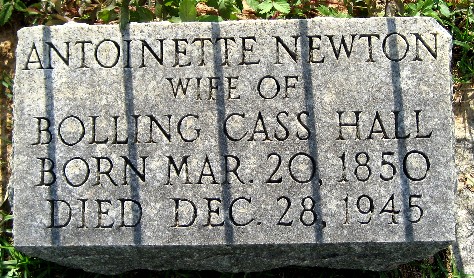 ANTOINETTE NEWTON
WIFE OF
BOLLING CASS HALL
BORN MAR. 20, 1850
DIED DEC. 28, 1945